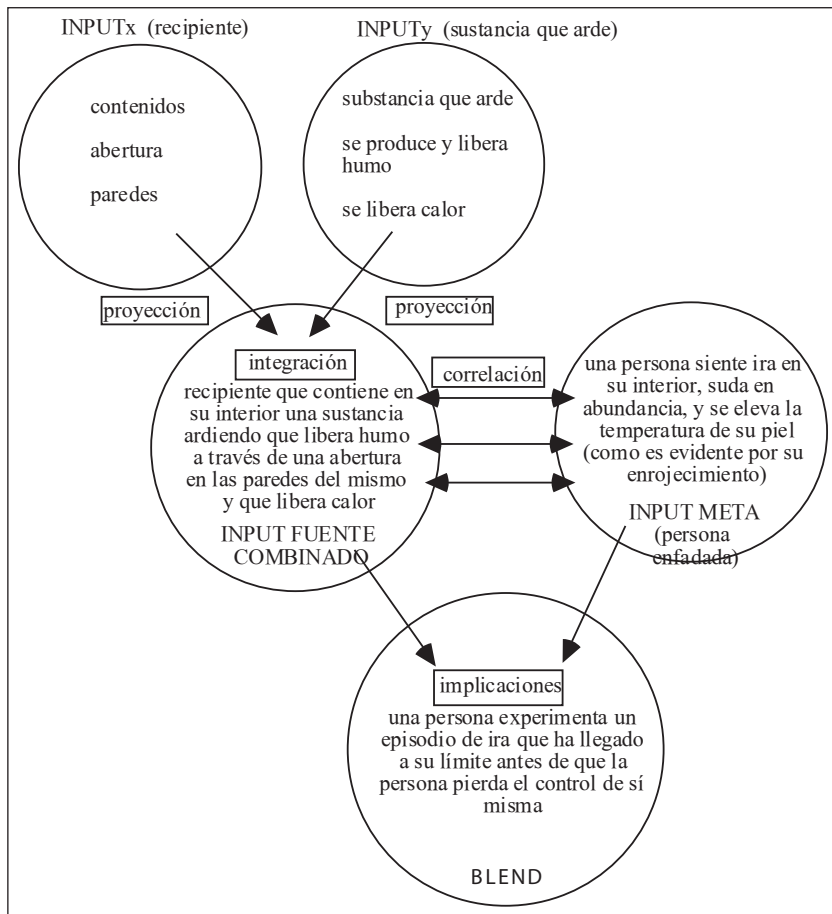 INPUTx (recipiente)
INPUTy (sustancia que arde)
contenidos
abertura
paredes
substancia que arde
se produce y libera
humo
se libera calor
proyección
proyección
integración
recipiente que contiene en
su interior una sustancia
ardiendo que libera humo
a través de una abertura
en las paredes del mismo
y que libera calor
INPUT FUENTE
COMBINADO
correlación
una persona siente ira en
su interior, suda en
abundancia, y se eleva la
temperatura de su piel
(como es evidente por su
enrojecimiento)
INPUT META
(persona
enfadada)
implicaciones
una persona experimenta un
episodio de ira que ha llegado
a su límite antes de que la
persona pierda el control de sí
misma
BLEND